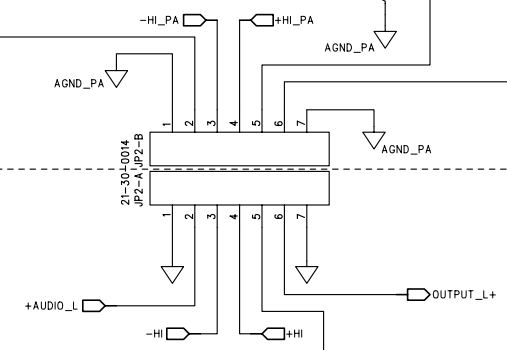 -HI_PA
+HI_PA
AGND_PA
AGND_PA
1 2 3 4 5 6 7
AGND_PA
21-30-0014
JP2-B
JP2-A
1 2 3 4 5 6 7
+AUDIO_L
OUTPUT_L+
-HI
+HI